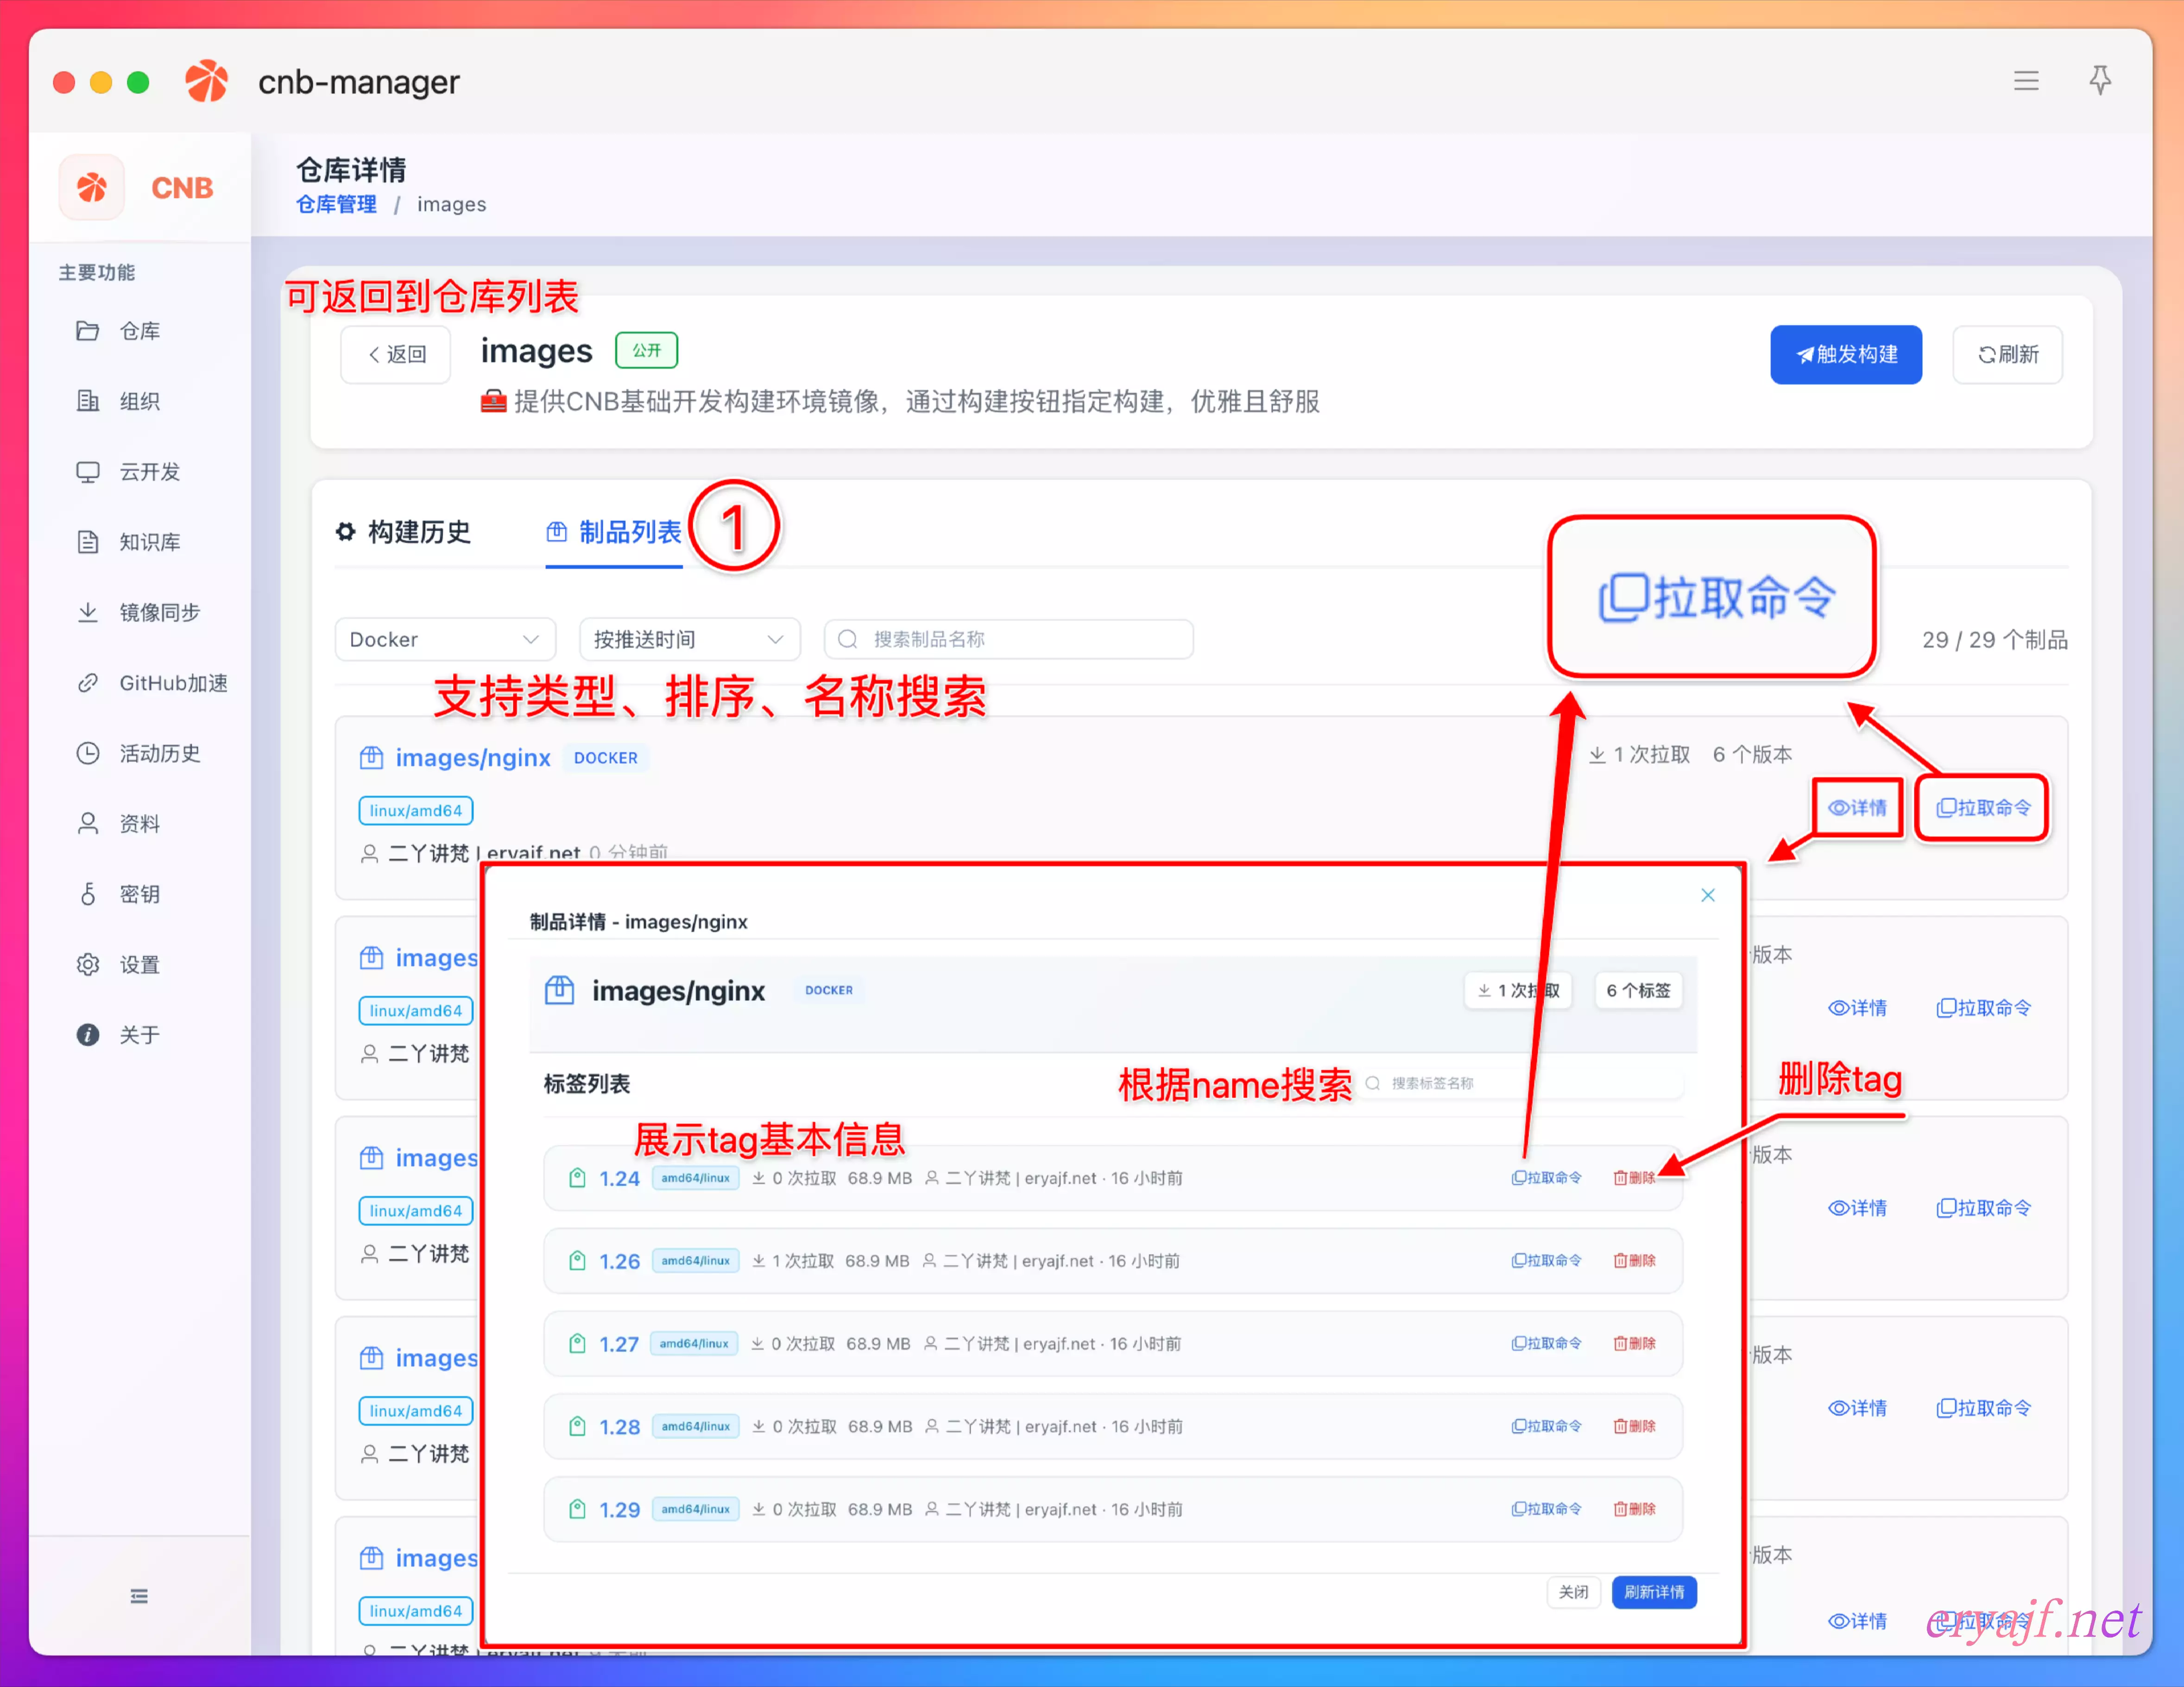 cnb-manager
CNB
主要功能
仓库
组织
云开发
知识库
镜像同步
GitHub加速
活动历史
资料
密钥
设置
关于
仓库详情
仓库管理 / images
可返回到仓库列表
返回
images
公开
提供CNB基础开发构建环境镜像，通过构建按钮指定构建，优雅且舒服
触发构建
刷新
构建历史
制品列表
1
拉取命令
Docker
按推送时间
搜索制品名称
29 / 29 个制品
支持类型、排序、名称搜索
images/nginx DOCKER
1 次拉取 6 个版本
linux/amd64
详情
拉取命令
二丫讲梵 | eryajf.net 0 分钟前
images
版本
linux/amd64
详情
拉取命令
二丫讲梵
images
版本
linux/amd64
详情
拉取命令
二丫讲梵
images
版本
linux/amd64
详情
拉取命令
二丫讲梵
images
版本
linux/amd64
详情
拉取命令
二丫讲梵 | eryajf.net
制品详情 - images/nginx
images/nginx DOCKER
1 次拉取
6 个标签
标签列表
根据name搜索
搜索标签名称
删除tag
展示tag基本信息
1.24 amd64/linux 0 次拉取 68.9 MB 二丫讲梵 | eryajf.net · 16 小时前 拉取命令 删除
1.26 amd64/linux 1 次拉取 68.9 MB 二丫讲梵 | eryajf.net · 16 小时前 拉取命令 删除
1.27 amd64/linux 0 次拉取 68.9 MB 二丫讲梵 | eryajf.net · 16 小时前 拉取命令 删除
1.28 amd64/linux 0 次拉取 68.9 MB 二丫讲梵 | eryajf.net · 16 小时前 拉取命令 删除
1.29 amd64/linux 0 次拉取 68.9 MB 二丫讲梵 | eryajf.net · 16 小时前 拉取命令 删除
关闭
刷新详情
eryajf.net